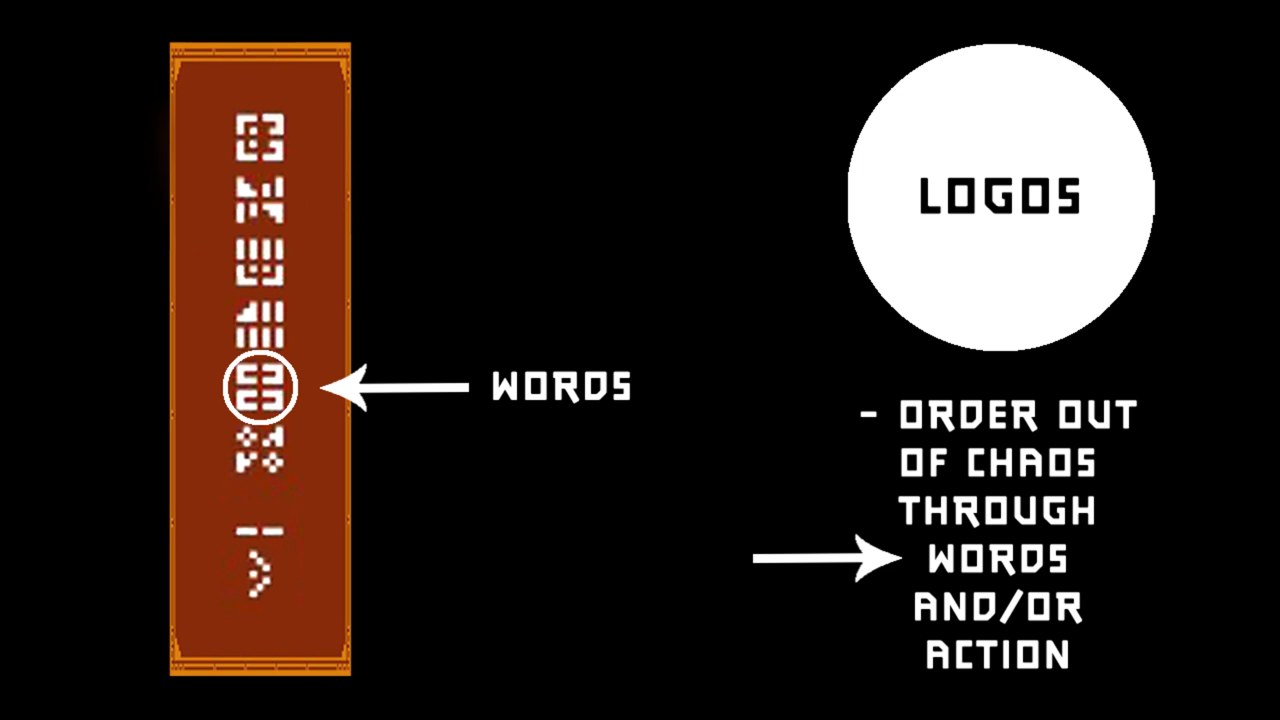 LOGOS
WORDS
- ORDER OUT
OF CHAOS
THROUGH
WORDS
AND/OR
ACTION